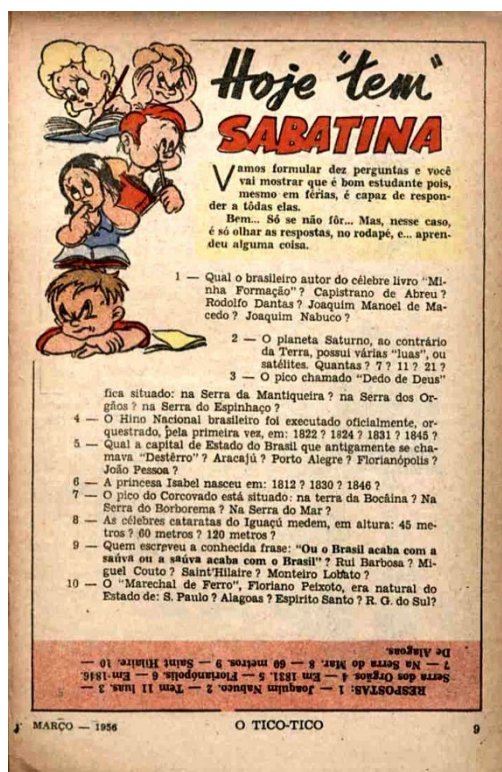 Hoje "tem"
SABATINA
Vamos formular dez perguntas e você
vai mostrar que é bom estudante pois,
mesmo em férias, é capaz de respon-
der a tôdas elas.
Bem... Só se não fôr... Mas, nesse caso,
é só olhar as respostas, no rodapé, e... apren-
deu alguma coisa.
1 — Qual o brasileiro autor do célebre livro "Mi-
nha Formação" ? Capistrano de Abreu ?
Rodolfo Dantas ? Joaquim Manoel de Ma-
cedo ? Joaquim Nabuco ?
2 — O planeta Saturno, ao contrário
da Terra, possui várias "luas", ou
satélites. Quantas ? 7 ? 11 ? 21 ?
3 — O pico chamado "Dedo de Deus"
fica situado: na Serra da Mantiqueira ? na Serra dos Or-
gãos ? na Serra do Espinhaço ?
4 — O Hino Nacional brasileiro foi executado oficialmente, or-
questrado, pela primeira vez, em: 1822 ? 1824 ? 1831 ? 1845 ?
5 — Qual a capital de Estado do Brasil que antigamente se cha-
mava "Destêrro" ? Aracajú ? Porto Alegre ? Florianópolis ?
João Pessoa ?
6 — A princesa Isabel nasceu em: 1812 ? 1830 ? 1846 ?
7 — O pico do Corcovado está situado: na terra da Bocâina ? Na
Serra do Borborema ? Na Serra do Mar ?
8 — As célebres cataratas do Iguaçú medem, em altura: 45 me-
tros ? 60 metros ? 120 metros ?
9 — Quem escreveu a conhecida frase: "Ou o Brasil acaba com a
saúva ou a saúva acaba com o Brasil" ? Rui Barbosa ? Mi-
guel Couto ? Saint'Hilaire ? Monteiro Lobato ?
10 — O "Marechal de Ferro", Floriano Peixoto, era natural do
Estado de: S. Paulo ? Alagoas ? Espirito Santo ? R. G. do Sul?
RESPOSTAS: 1 — Joaquim Nabuco. 2 — Tem 11 luas. 3 —
Serra dos Orgãos 4 — Em 1831. 5 — Florianópolis. 6 — Em 1846.
7 — Na Serra do Mar. 8 — 60 metros. 9 — Saint Hilaire. 10 —
De Alagoas.
MARÇO — 1956
O TICO-TICO
9